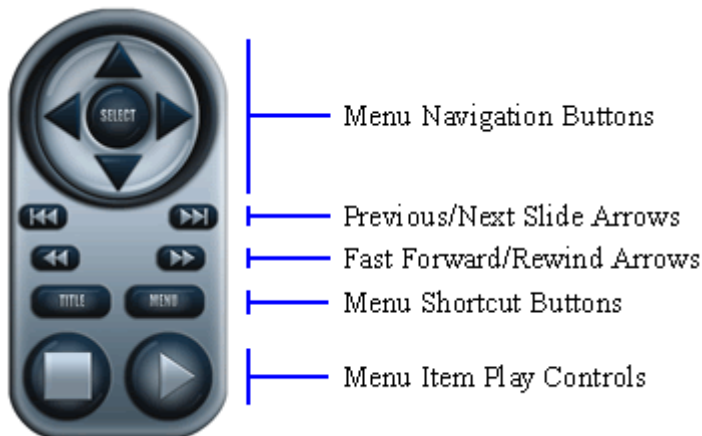 SELECT
Menu Navigation Buttons
Previous/Next Slide Arrows
Fast Forward/Rewind Arrows
TITLE MENU
Menu Shortcut Buttons
Menu Item Play Controls